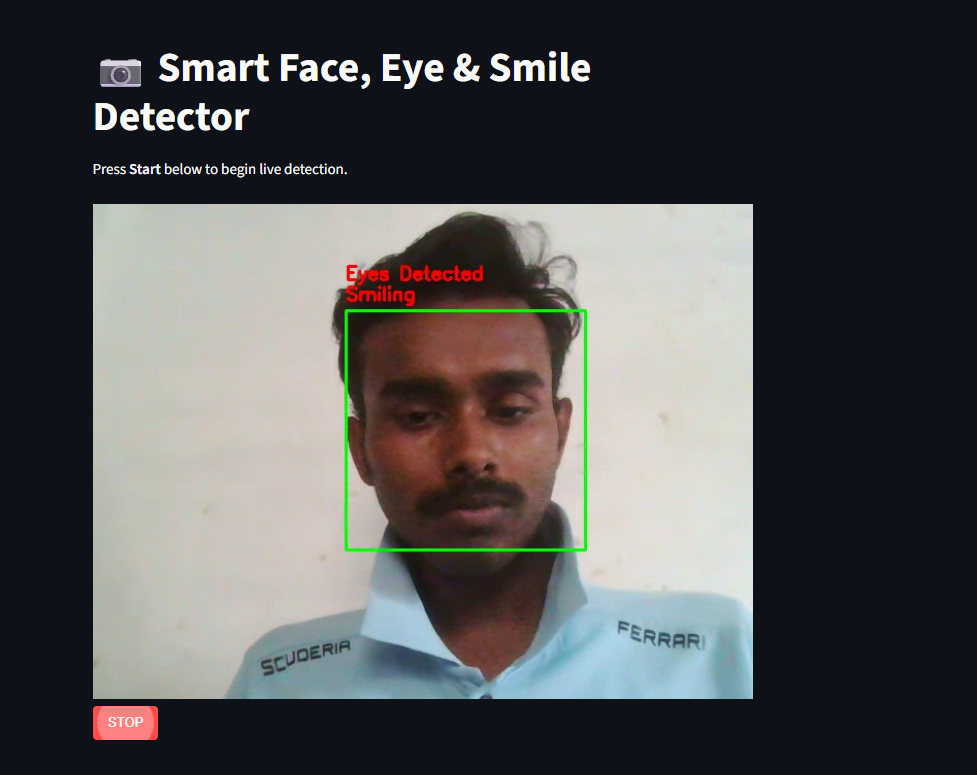 Smart Face, Eye & Smile
Detector
Press Start below to begin live detection.
Eyes Detected
Smiling
SCUDERIA
FERRARI
STOP